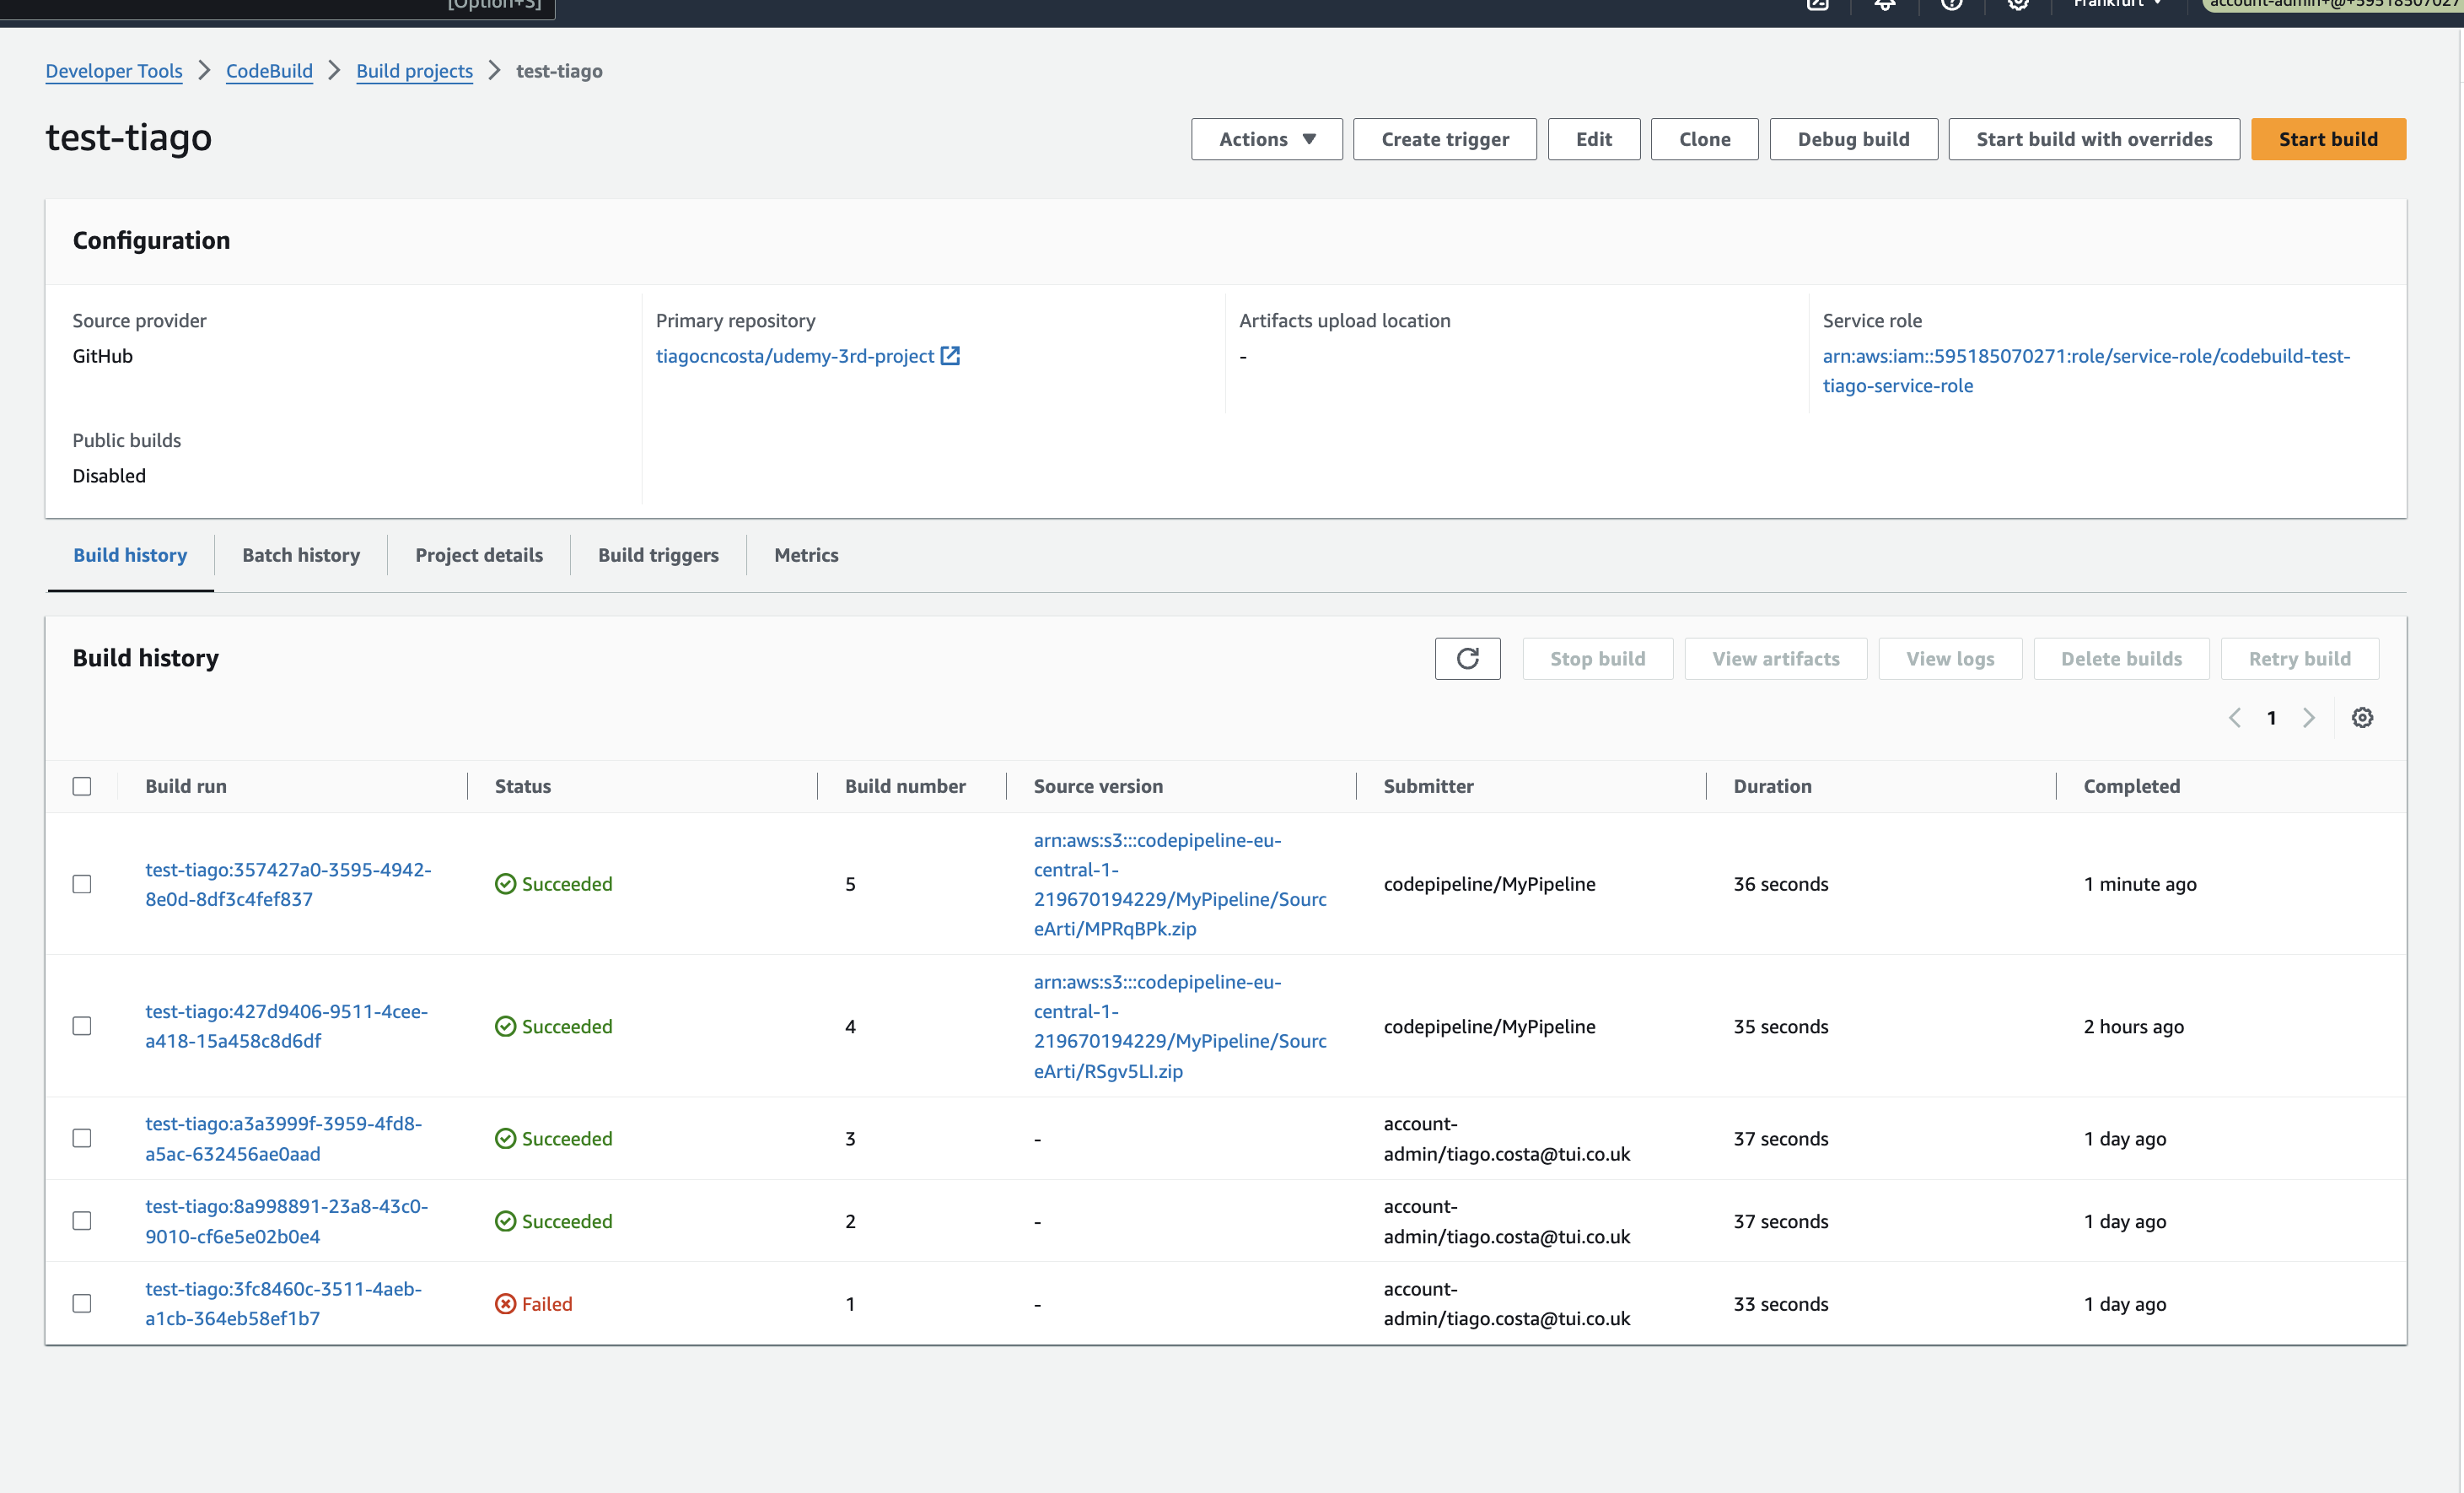 [Option+S]
Frankfurt
account-admin+@+595185070271
Developer Tools
CodeBuild
Build projects
test-tiago
test-tiago
Actions
Create trigger
Edit
Clone
Debug build
Start build with overrides
Start build
Configuration
Source provider
GitHub
Primary repository
tiagocncosta/udemy-3rd-project
Artifacts upload location
-
Service role
arn:aws:iam::595185070271:role/service-role/codebuild-test-
tiago-service-role
Public builds
Disabled
Build history
Batch history
Project details
Build triggers
Metrics
Build history
Stop build
View artifacts
View logs
Delete builds
Retry build
1
Build run
Status
Build number
Source version
Submitter
Duration
Completed
test-tiago:357427a0-3595-4942-
8e0d-8df3c4fef837
Succeeded
5
arn:aws:s3:::codepipeline-eu-
central-1-
219670194229/MyPipeline/Sourc
eArti/MPRqBPk.zip
codepipeline/MyPipeline
36 seconds
1 minute ago
test-tiago:427d9406-9511-4cee-
a418-15a458c8d6df
Succeeded
4
arn:aws:s3:::codepipeline-eu-
central-1-
219670194229/MyPipeline/Sourc
eArti/RSgv5LI.zip
codepipeline/MyPipeline
35 seconds
2 hours ago
test-tiago:a3a3999f-3959-4fd8-
a5ac-632456ae0aad
Succeeded
3
-
account-
admin/tiago.costa@tui.co.uk
37 seconds
1 day ago
test-tiago:8a998891-23a8-43c0-
9010-cf6e5e02b0e4
Succeeded
2
-
account-
admin/tiago.costa@tui.co.uk
37 seconds
1 day ago
test-tiago:3fc8460c-3511-4aeb-
a1cb-364eb58ef1b7
Failed
1
-
account-
admin/tiago.costa@tui.co.uk
33 seconds
1 day ago